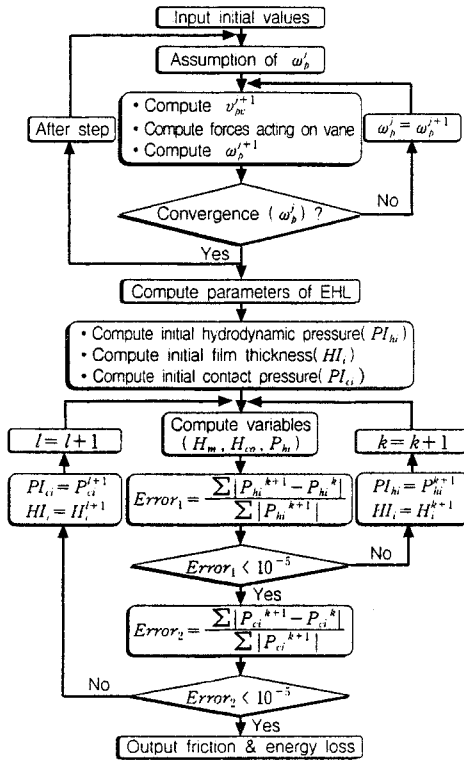 Input initial values
Assumption of ω_p^i
• Compute v_pv^{i+1}
• Compute forces acting on vane
• Compute ω_p^{i+1}
After step
ω_p^j = ω_p^{j+1}
Convergence (ω_p^j) ?
No
Yes
Compute parameters of EHL
• Compute initial hydrodynamic pressure(PI_hi)
• Compute initial film thickness(HI_i)
• Compute initial contact pressure(PI_ci)
l = l+1
Compute variables
(H_m, H_co, P_hi)
k = k+1
PI_ci = P_ci^{l+1}
HI_i = H_i^{l+1}
Error_1 = ∑|P_hi^{k+1} − P_hi^k| / ∑|P_hi^{k+1}|
PI_hi = P_hi^{k+1}
HI_i = H_i^{k+1}
No
Error_1 < 10^{-5}
Yes
Error_2 = ∑|P_ci^{k+1} − P_ci^k| / ∑|P_ci^{k+1}|
No
Error_2 < 10^{-5}
Yes
Output friction & energy loss